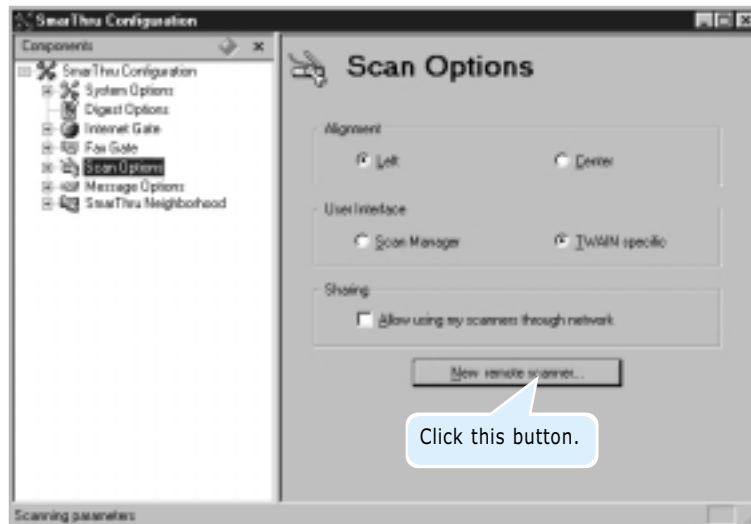 SmarThru Configuration
Components
SmarThru Configuration
System Options
Digest Options
Internet Gate
Fax Gate
Scan Options
Message Options
SmarThru Neighborhood
Scan Options
Alignment
Left
Center
User Interface
Scan Manager
TWAIN specific
Sharing
Allow using my scanners through network
New remote scanner...
Click this button.
Scanning parameters